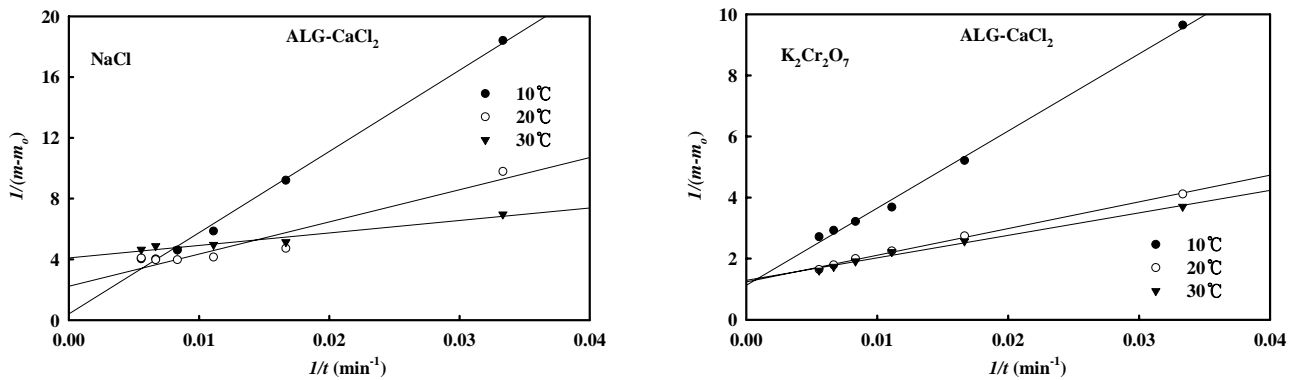 20
16
12
8
4
0
1/(m-mo)
NaCl
ALG-CaCl2
10℃
20℃
30℃
0.00 0.01 0.02 0.03 0.04
1/t (min-1)
10
8
6
4
2
0
1/(m-mo)
K2Cr2O7
ALG-CaCl2
10℃
20℃
30℃
0.00 0.01 0.02 0.03 0.04
1/t (min-1)